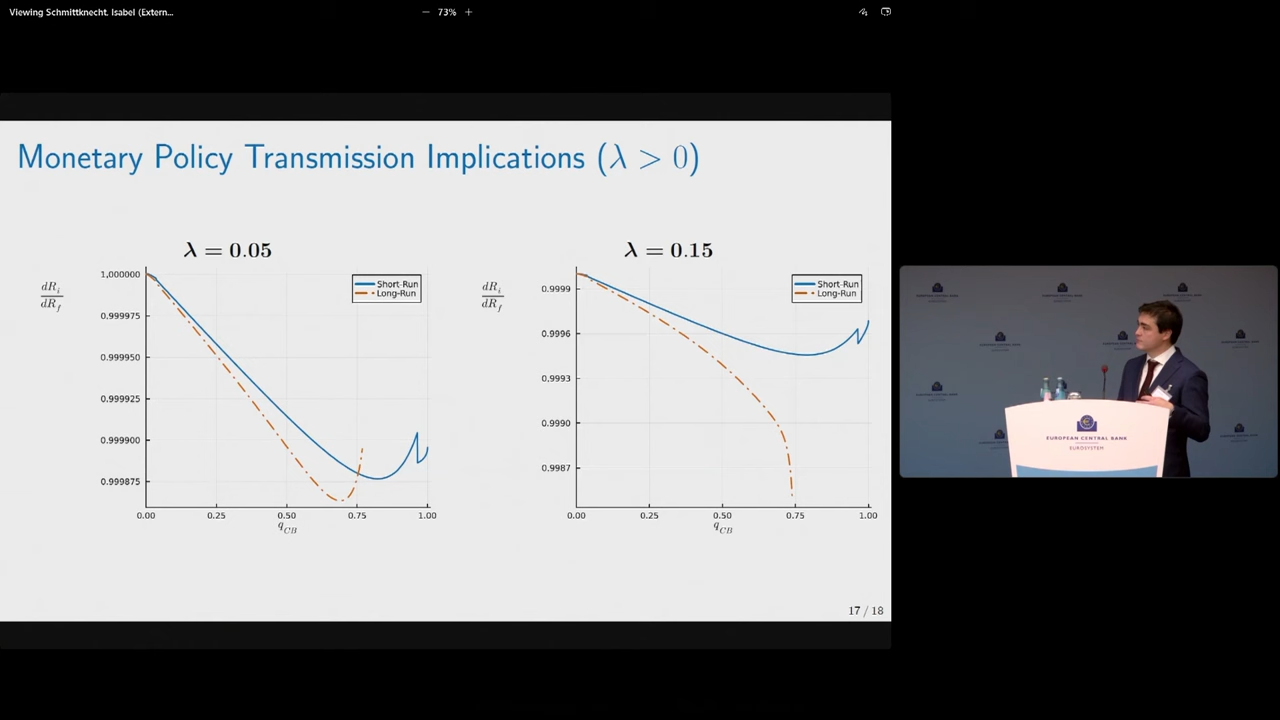 Viewing Schmittknecht, Isabel (Extern...
− 73% +
Monetary Policy Transmission Implications (λ > 0)
λ = 0.05
dR_i
dR_f
1,000000
0.999975
0.999950
0.999925
0.999900
0.999875
Short-Run
Long-Run
0.00 0.25 0.50 0.75 1.00
q_CB
λ = 0.15
dR_i
dR_f
0.9999
0.9996
0.9993
0.9990
0.9987
Short-Run
Long-Run
0.00 0.25 0.50 0.75 1.00
q_CB
17 / 18
EUROPEAN CENTRAL BANK
EUROSYSTEM